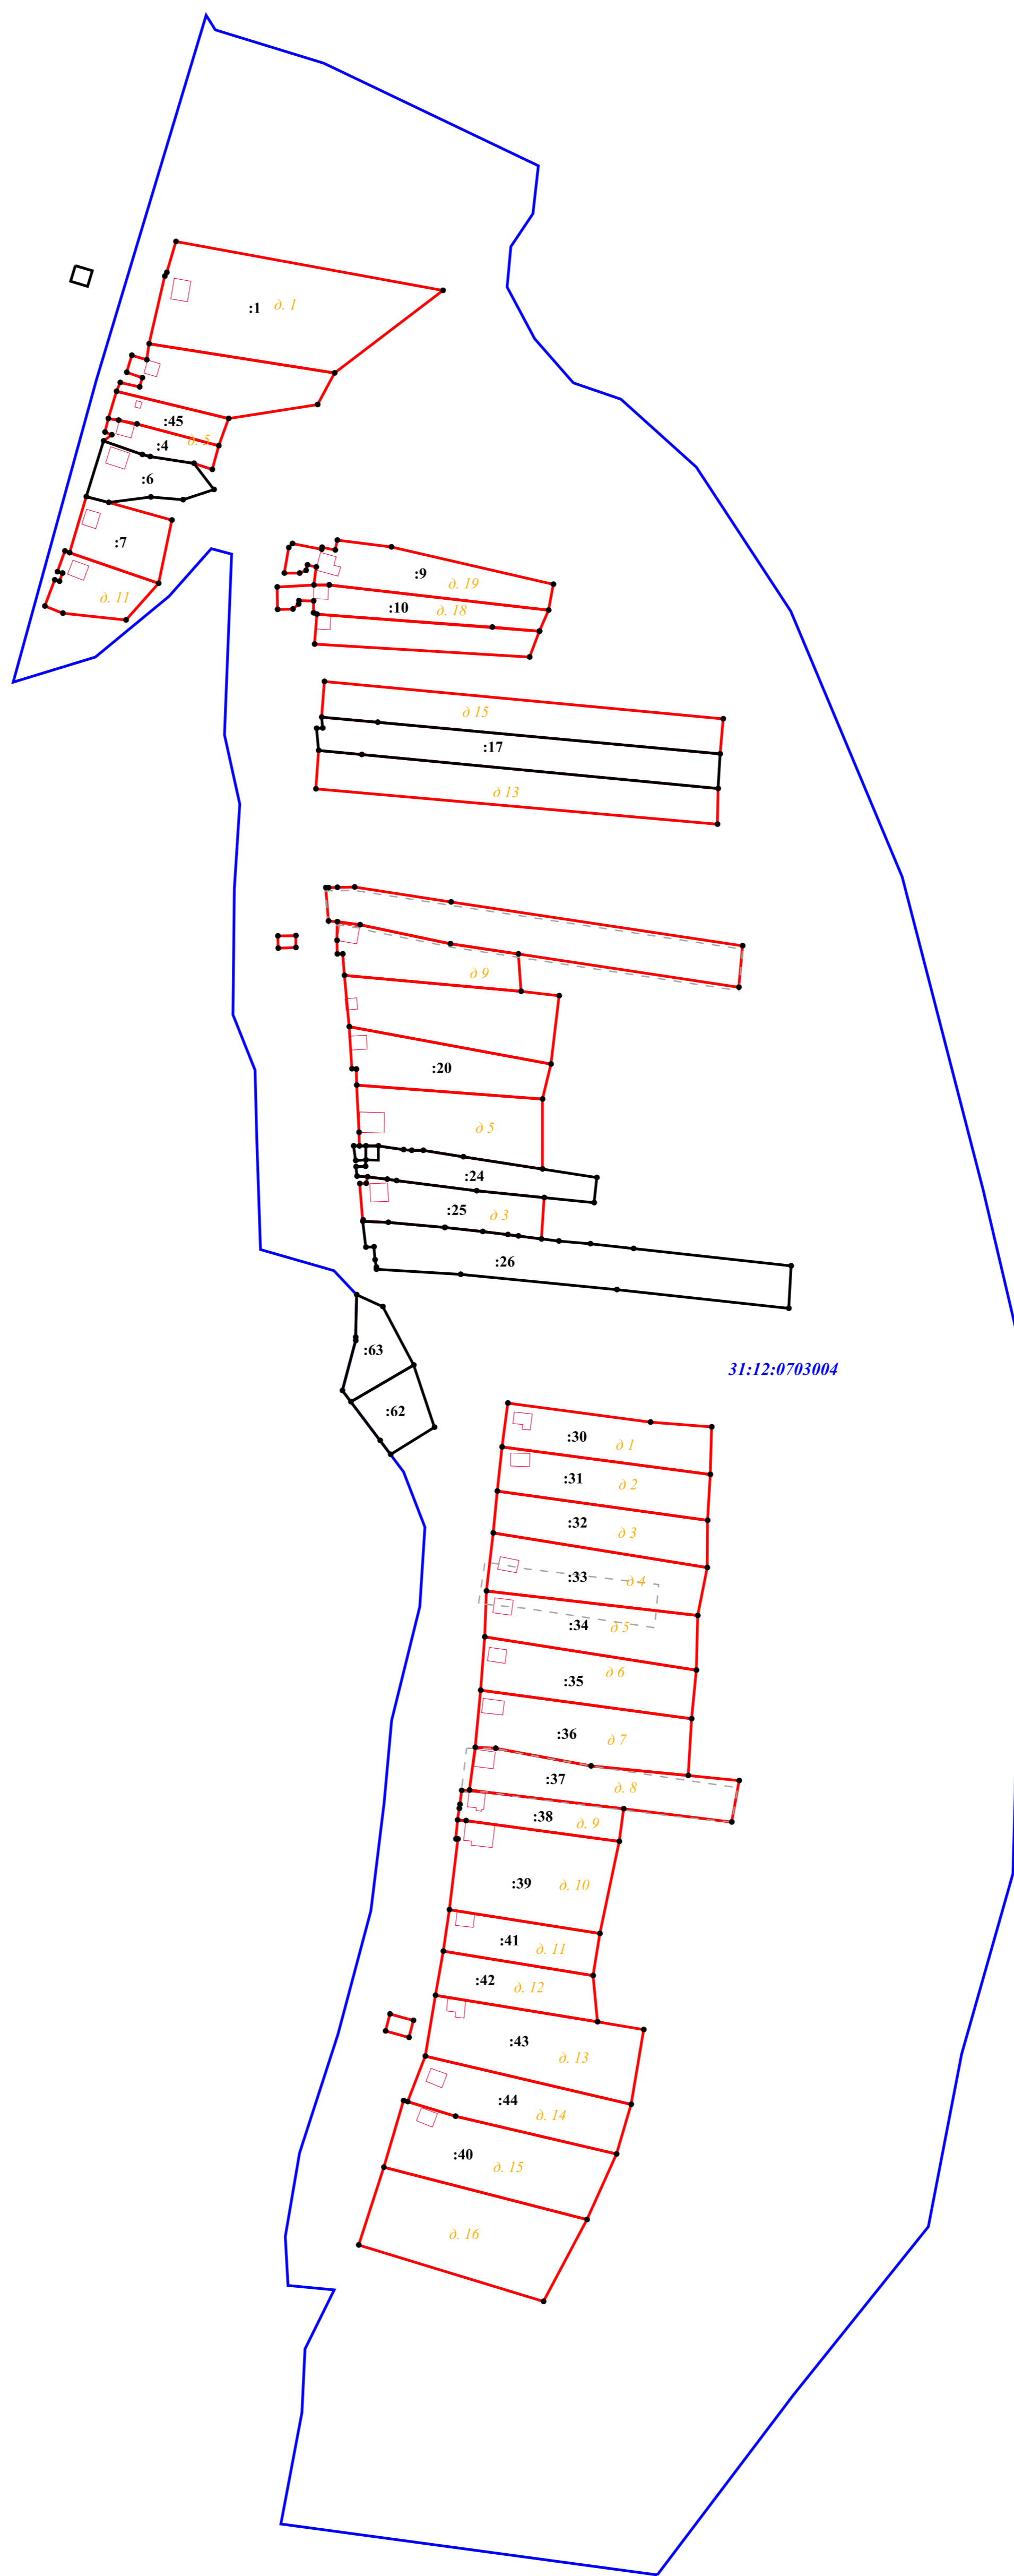 :1 д. 1
:45
:4 д. 5
:6
:7
д. 11
:9 д. 19
:10 д. 18
д 15
:17
д 13
д 9
:20
д 5
:24
:25 д 3
:26
:63
31:12:0703004
:62
:30 д 1
:31 д 2
:32 д 3
:33 д 4
:34 д 5
:35 д 6
:36 д 7
:37 д. 8
:38 д. 9
:39 д. 10
:41 д. 11
:42 д. 12
:43 д. 13
:44 д. 14
:40 д. 15
д. 16